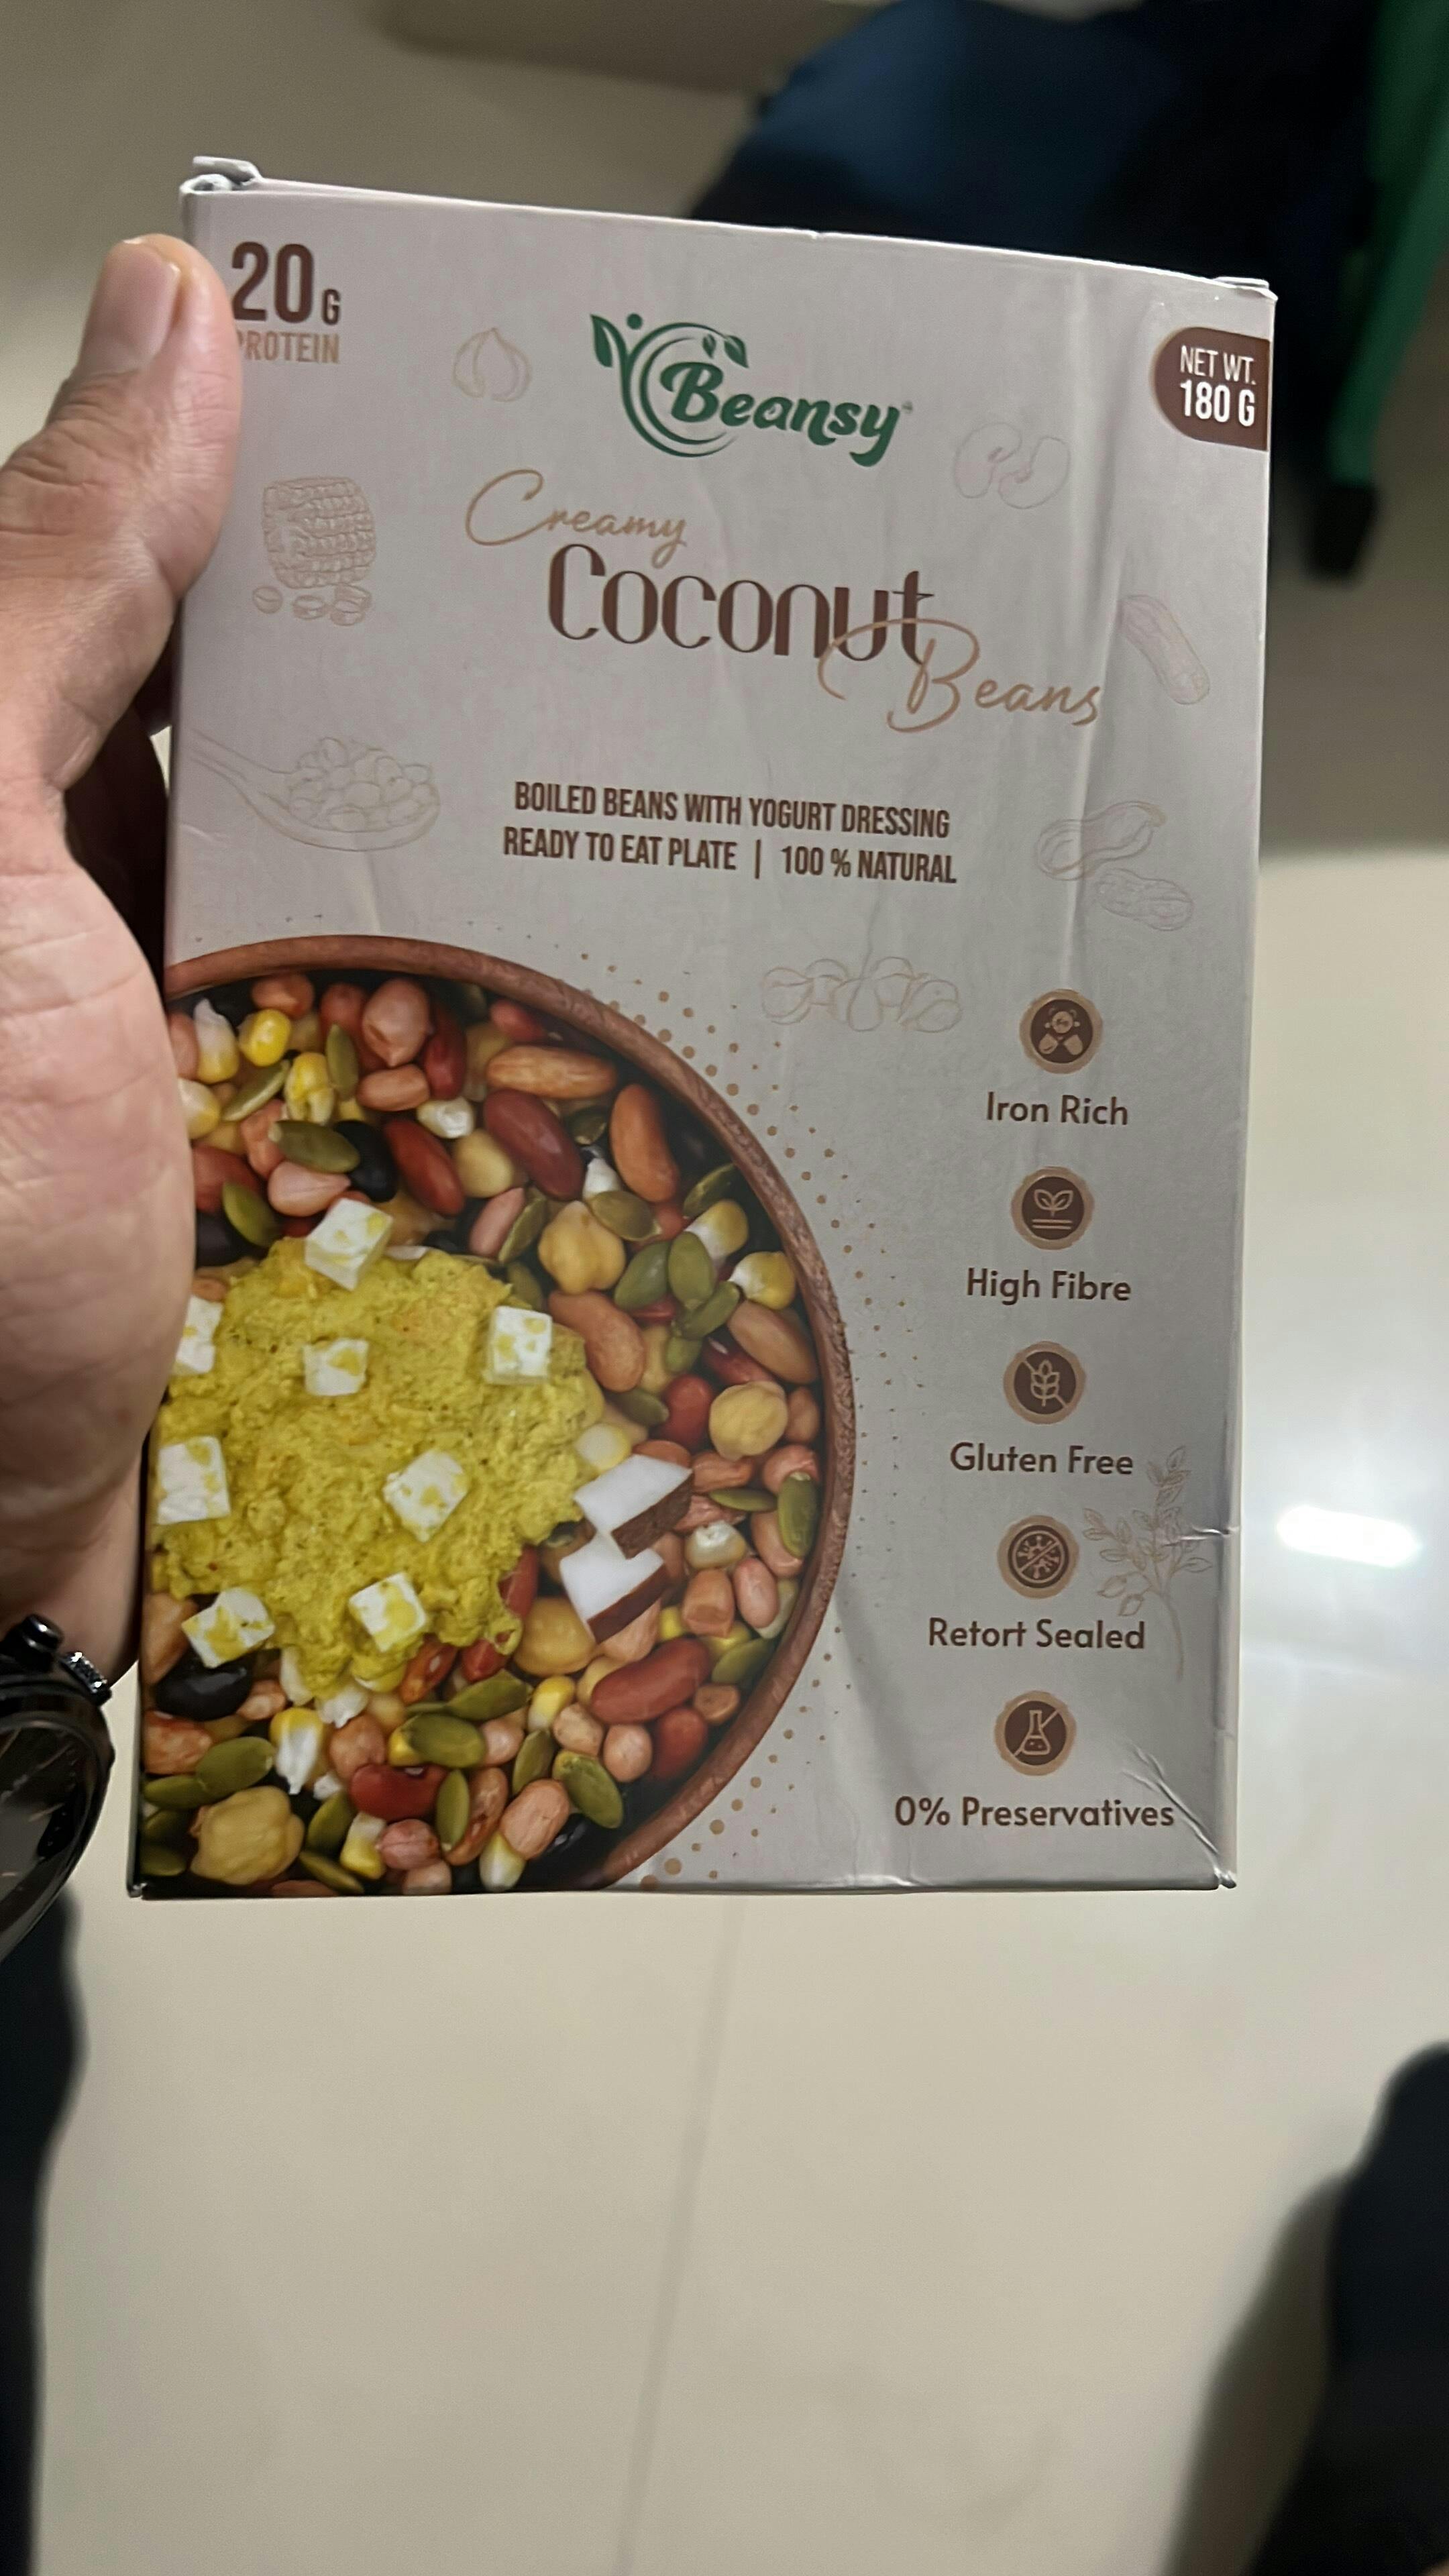 20G
PROTEIN
Beansy
NET WT.
180 G
Creamy
Coconut
Beans
BOILED BEANS WITH YOGURT DRESSING
READY TO EAT PLATE | 100 % NATURAL
Iron Rich
High Fibre
Gluten Free
Retort Sealed
0% Preservatives